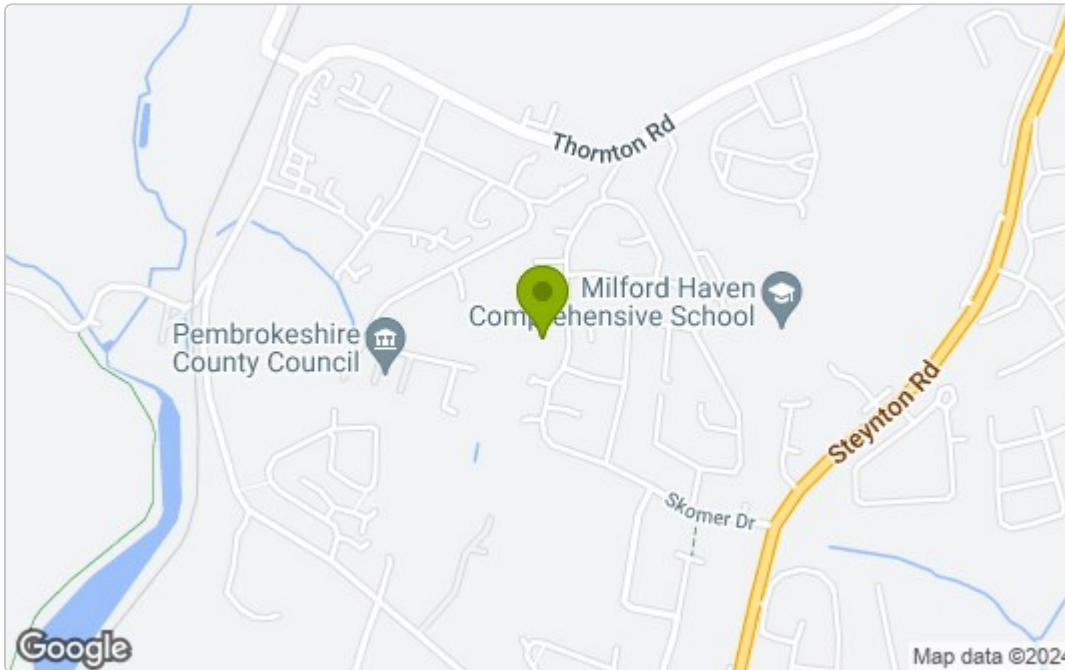 Thornton Rd
Milford Haven
Comprehensive School
Pembrokeshire
County Council
Steynton Rd
Skomer Dr
Google
Map data ©2024